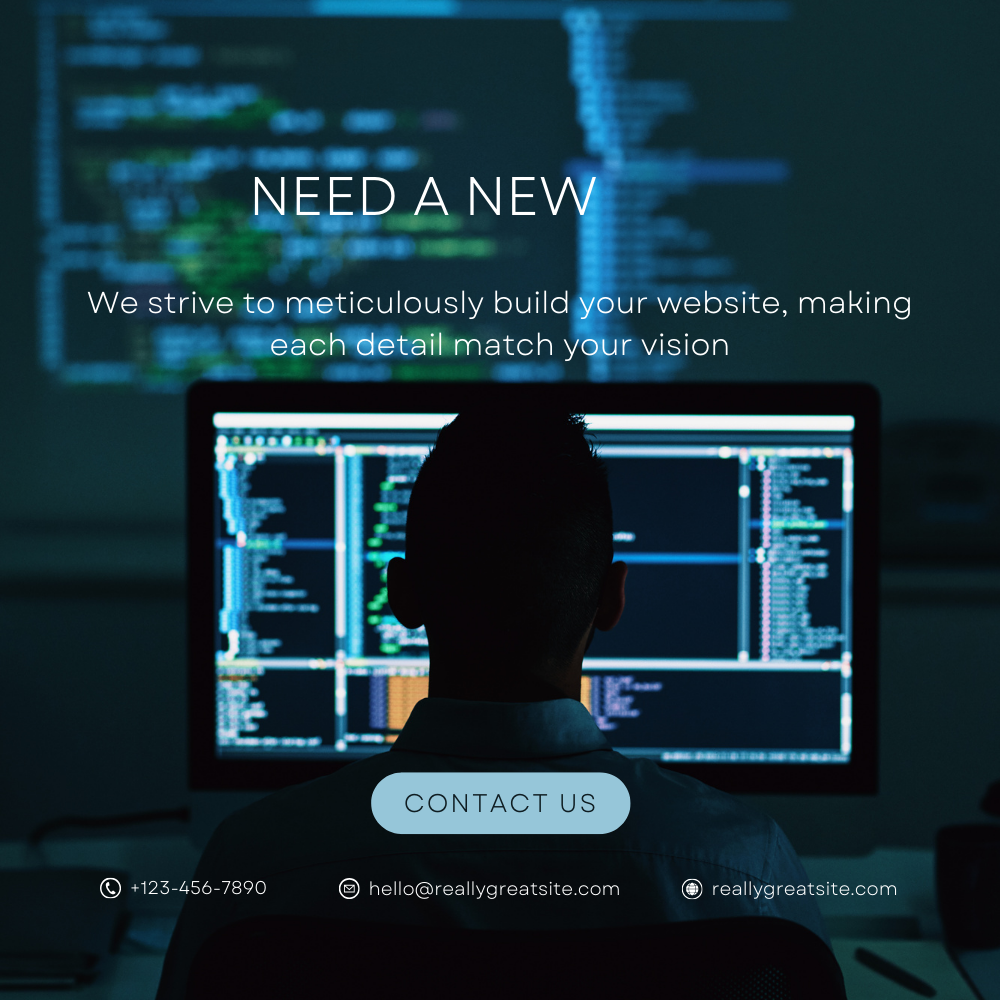 NEED A NEW
We strive to meticulously build your website, making
each detail match your vision
CONTACT US
+123-456-7890
hello@reallygreatsite.com
reallygreatsite.com